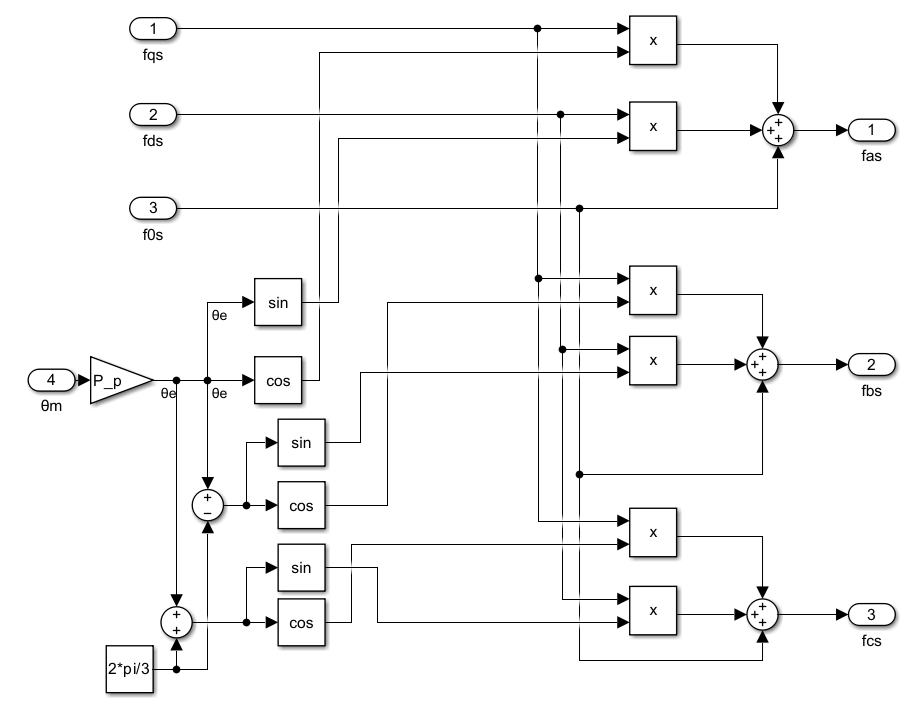 1
fqs
x
2
fds
x
+
+
+
1
fas
3
f0s
sin
θe
x
4
θm
P_p
θe
θe
cos
x
+
+
+
2
fbs
sin
+
−
cos
x
sin
+
+
cos
x
+
+
+
3
fcs
2*pi/3